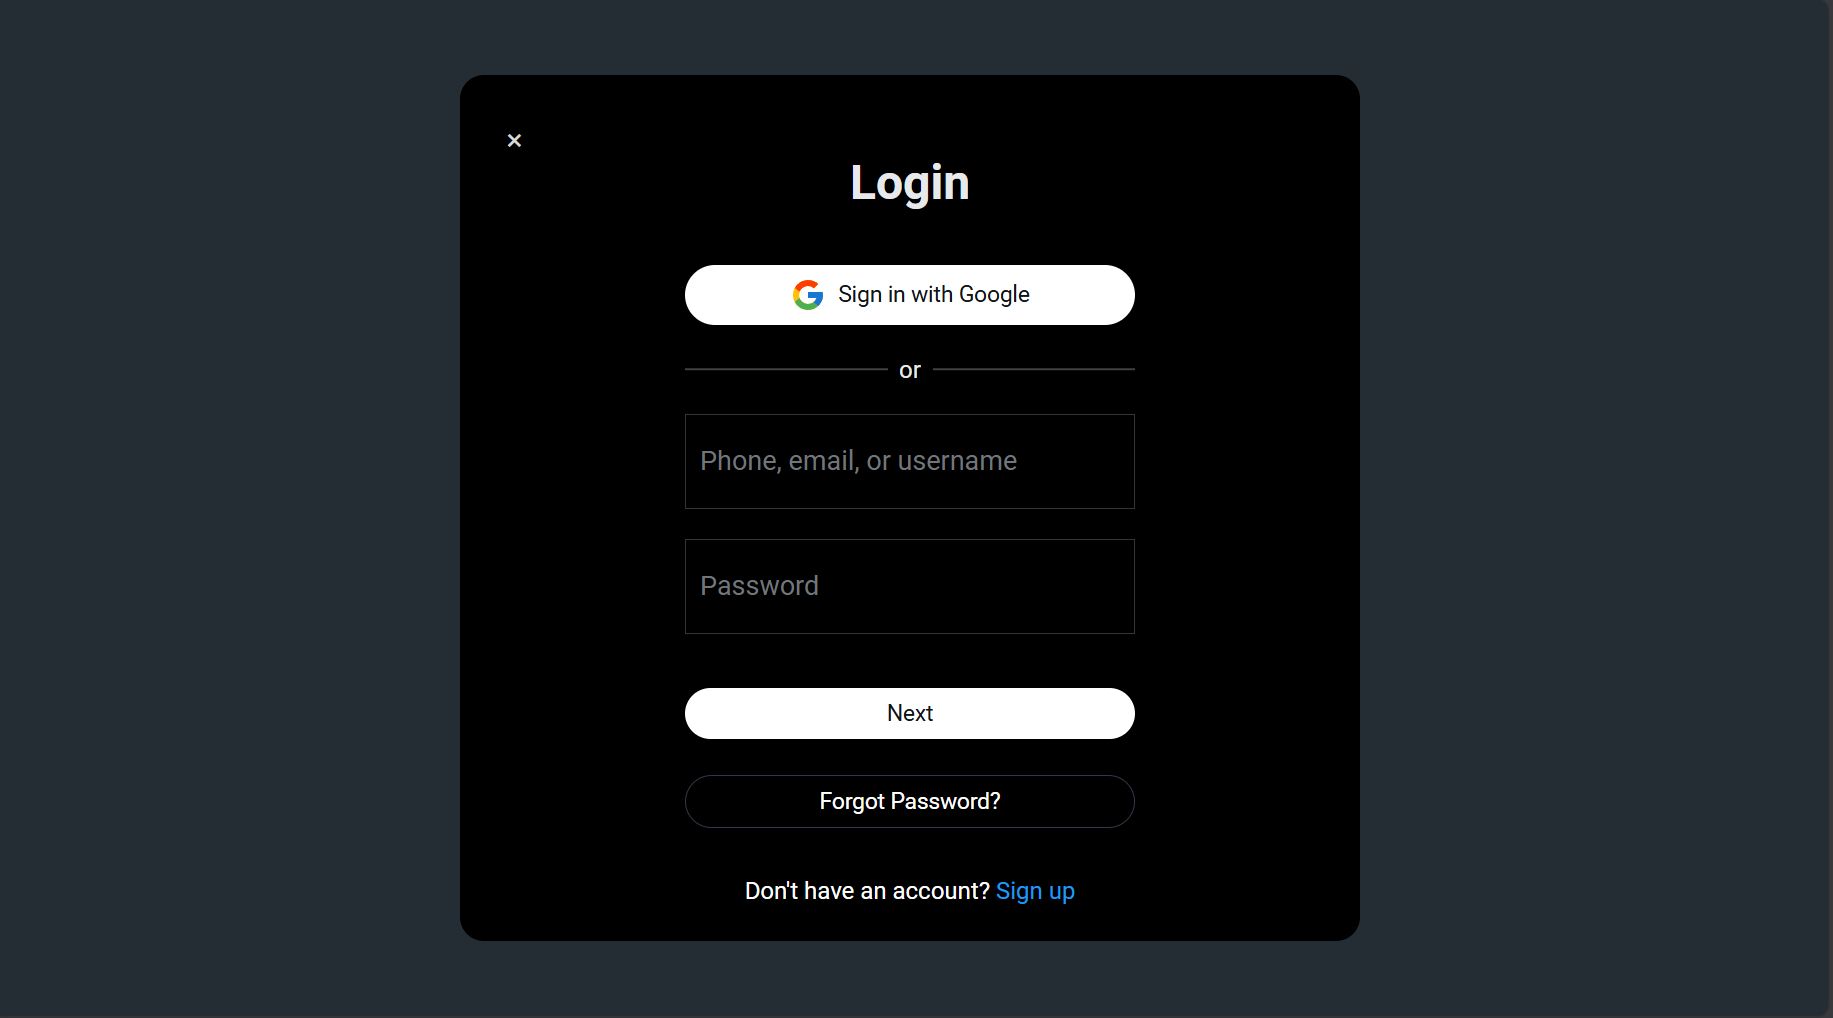 ×
Login
Sign in with Google
or
Phone, email, or username
Password
Next
Forgot Password?
Don't have an account? Sign up